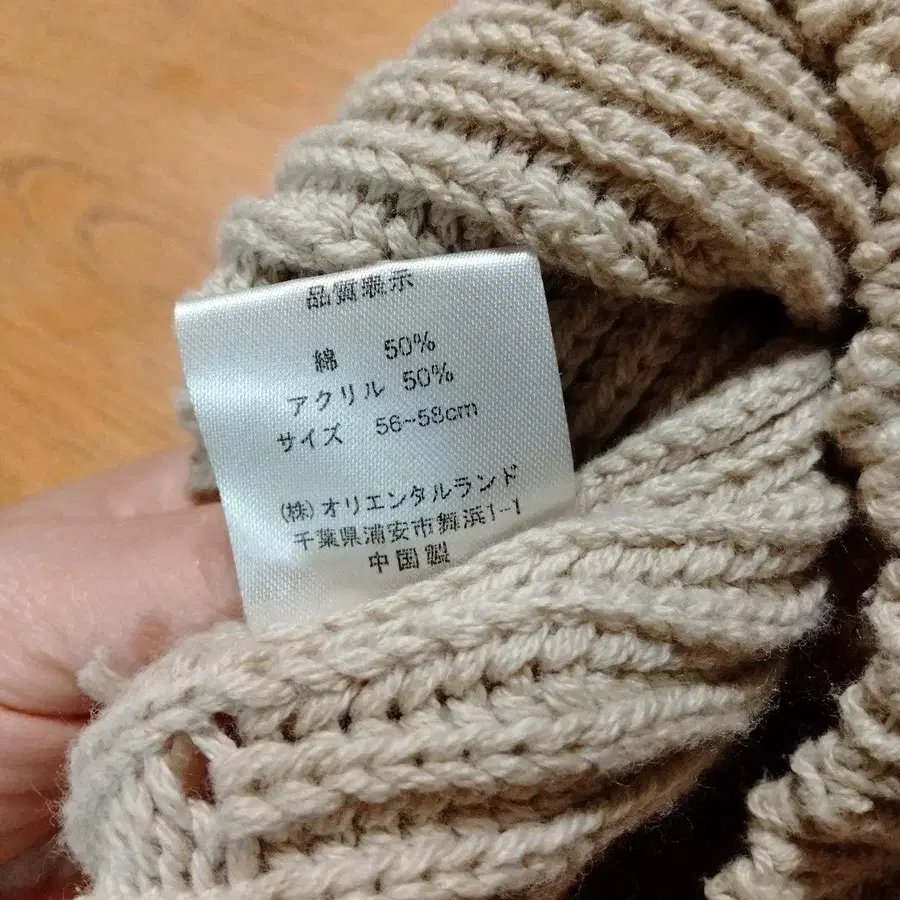 品質表示
綿 50%
アクリル 50%
サイズ 56~58cm
(株)オリエンタルランド
千葉県浦安市舞浜1-1
中国製